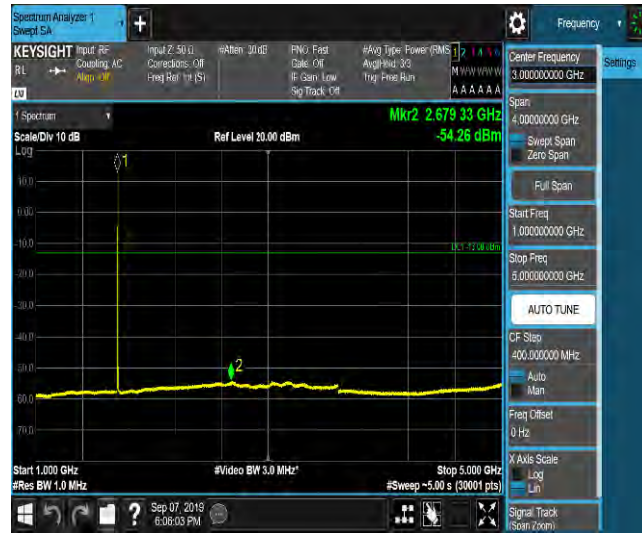 Spectrum Analyzer 1
Swept SA
Frequency
KEYSIGHT
RL
Input: RF
Coupling: AC
Align: Off
Input Z: 50 Ω
Corrections: Off
Freq Ref: Int (S)
#Atten: 30 dB
PNO: Fast
Gate: Off
IF Gain: Low
Sig Track: Off
#Avg Type: Power (RMS
Avg|Hold: 3/3
Trig: Free Run
A A A A A A
1 Spectrum
Scale/Div 10 dB
Log
Ref Level 20.00 dBm
Mkr2 2.679 33 GHz
-54.26 dBm
1
10.0
0.00
-10.0
DL1 -13.00 dBm
-20.0
-30.0
-40.0
-50.0
2
-60.0
-70.0
Start 1.000 GHz
#Video BW 3.0 MHz*
Stop 5.000 GHz
#Res BW 1.0 MHz
#Sweep ~5.00 s (30001 pts)
Sep 07, 2019
6:06:03 PM
Center Frequency
3.000000000 GHz
Settings
Span
4.00000000 GHz
Swept Span
Zero Span
Full Span
Start Freq
1.000000000 GHz
Stop Freq
5.000000000 GHz
AUTO TUNE
CF Step
400.000000 MHz
Auto
Man
Freq Offset
0 Hz
X Axis Scale
Log
Lin
Signal Track
(Span Zoom)